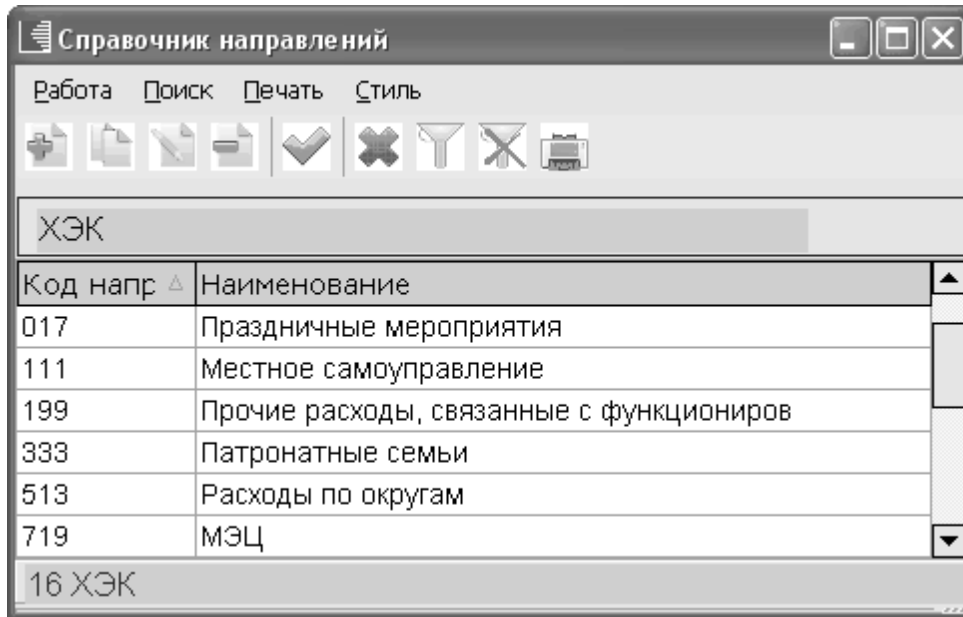 Справочник направлений
Работа Поиск Печать Стиль
ХЭК
Код напр Наименование
017 Праздничные мероприятия
111 Местное самоуправление
199 Прочие расходы, связанные с функциониров
333 Патронатные семьи
513 Расходы по округам
719 МЭЦ
16 ХЭК